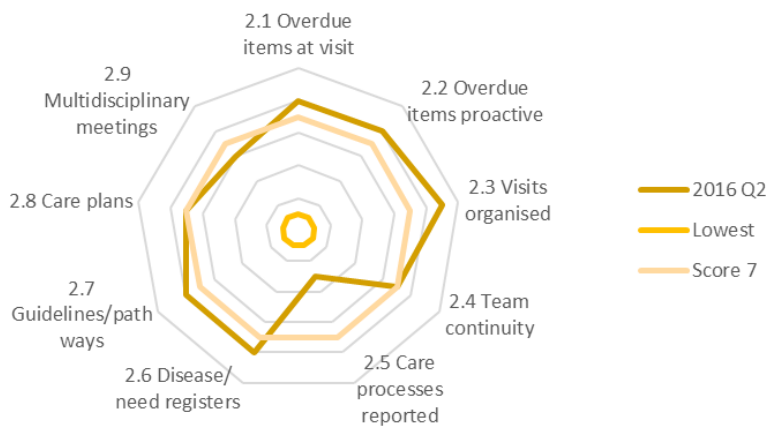 2.1 Overdue
items at visit
2.2 Overdue
items proactive
2.3 Visits
organised
2.4 Team
continuity
2.5 Care
processes
reported
2.6 Disease/
need registers
2.7
Guidelines/path
ways
2.8 Care plans
2.9
Multidisciplinary
meetings
2016 Q2
Lowest
Score 7